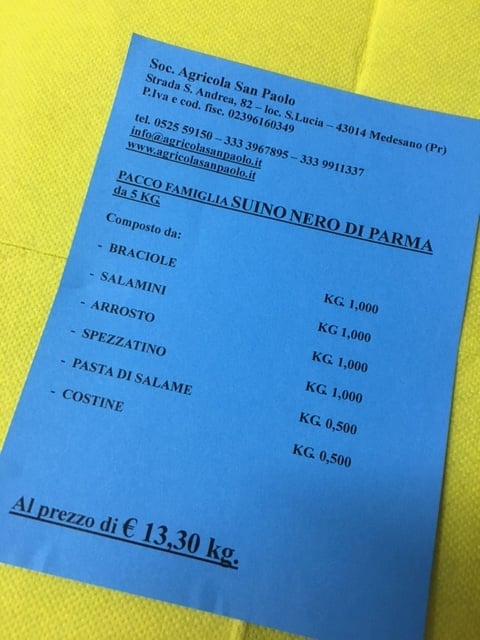 Soc. Agricola San Paolo
Strada S. Andrea, 82 – loc. S.Lucia – 43014 Medesano (Pr)
P.Iva e cod. fisc. 02396160349
tel. 0525 59150 – 333 3967895 – 333 9911337
info@agricolasanpaolo.it
www.agricolasanpaolo.it
PACCO FAMIGLIA SUINO NERO DI PARMA
da 5 KG.
Composto da:
- BRACIOLE KG. 1,000
- SALAMINI KG 1,000
- ARROSTO KG. 1,000
- SPEZZATINO KG. 1,000
- PASTA DI SALAME KG. 0,500
- COSTINE KG. 0,500
Al prezzo di € 13,30 kg.